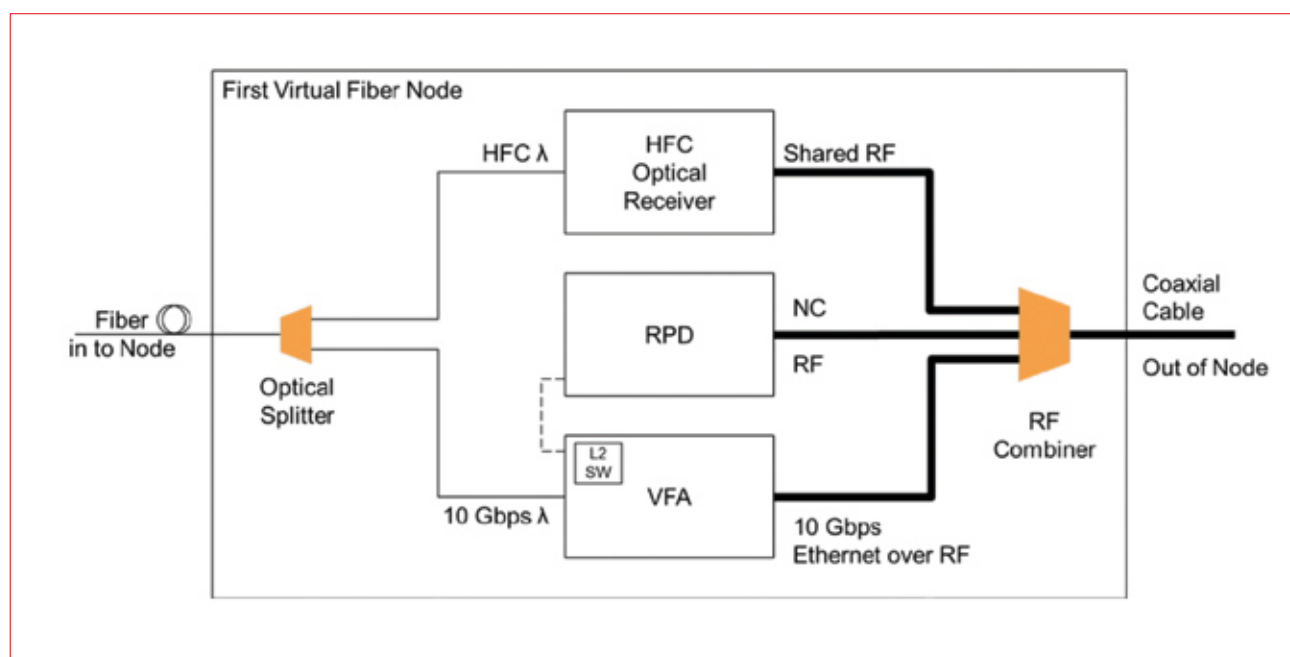 First Virtual Fiber Node
HFC λ
HFC
Optical
Receiver
Shared RF
Fiber
in to Node
Optical
Splitter
RPD
NC
RF
Coaxial
Cable
Out of Node
RF
Combiner
L2
SW
VFA
10 Gbps λ
10 Gbps
Ethernet over RF